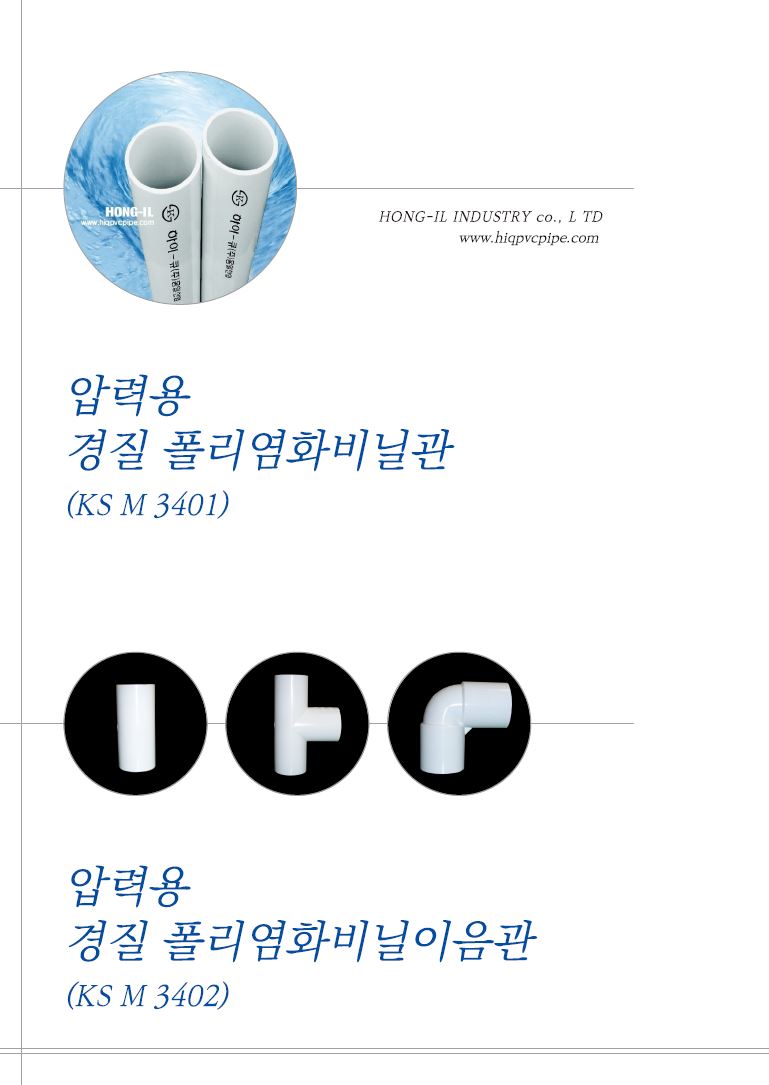 HONG-IL
www.hiqpvcpipe.com
HONG-IL INDUSTRY co., L TD
www.hiqpvcpipe.com
압력용
경질 폴리염화비닐관
(KS M 3401)
압력용
경질 폴리염화비닐이음관
(KS M 3402)